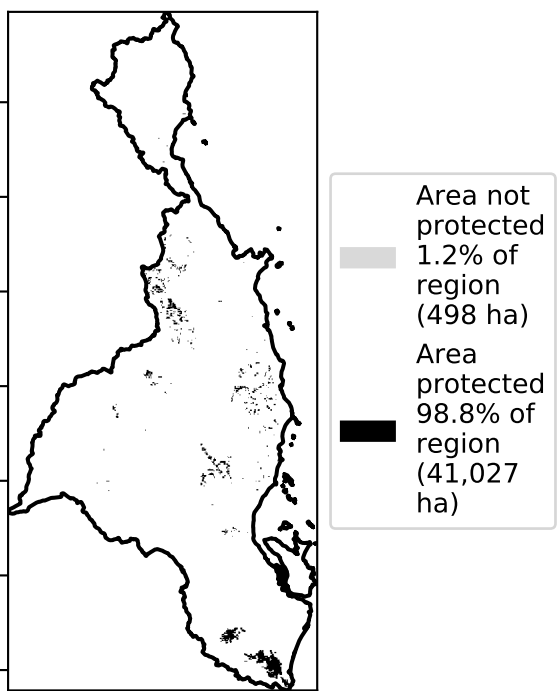 Area not
protected
1.2% of
region
(498 ha)
Area
protected
98.8% of
region
(41,027
ha)